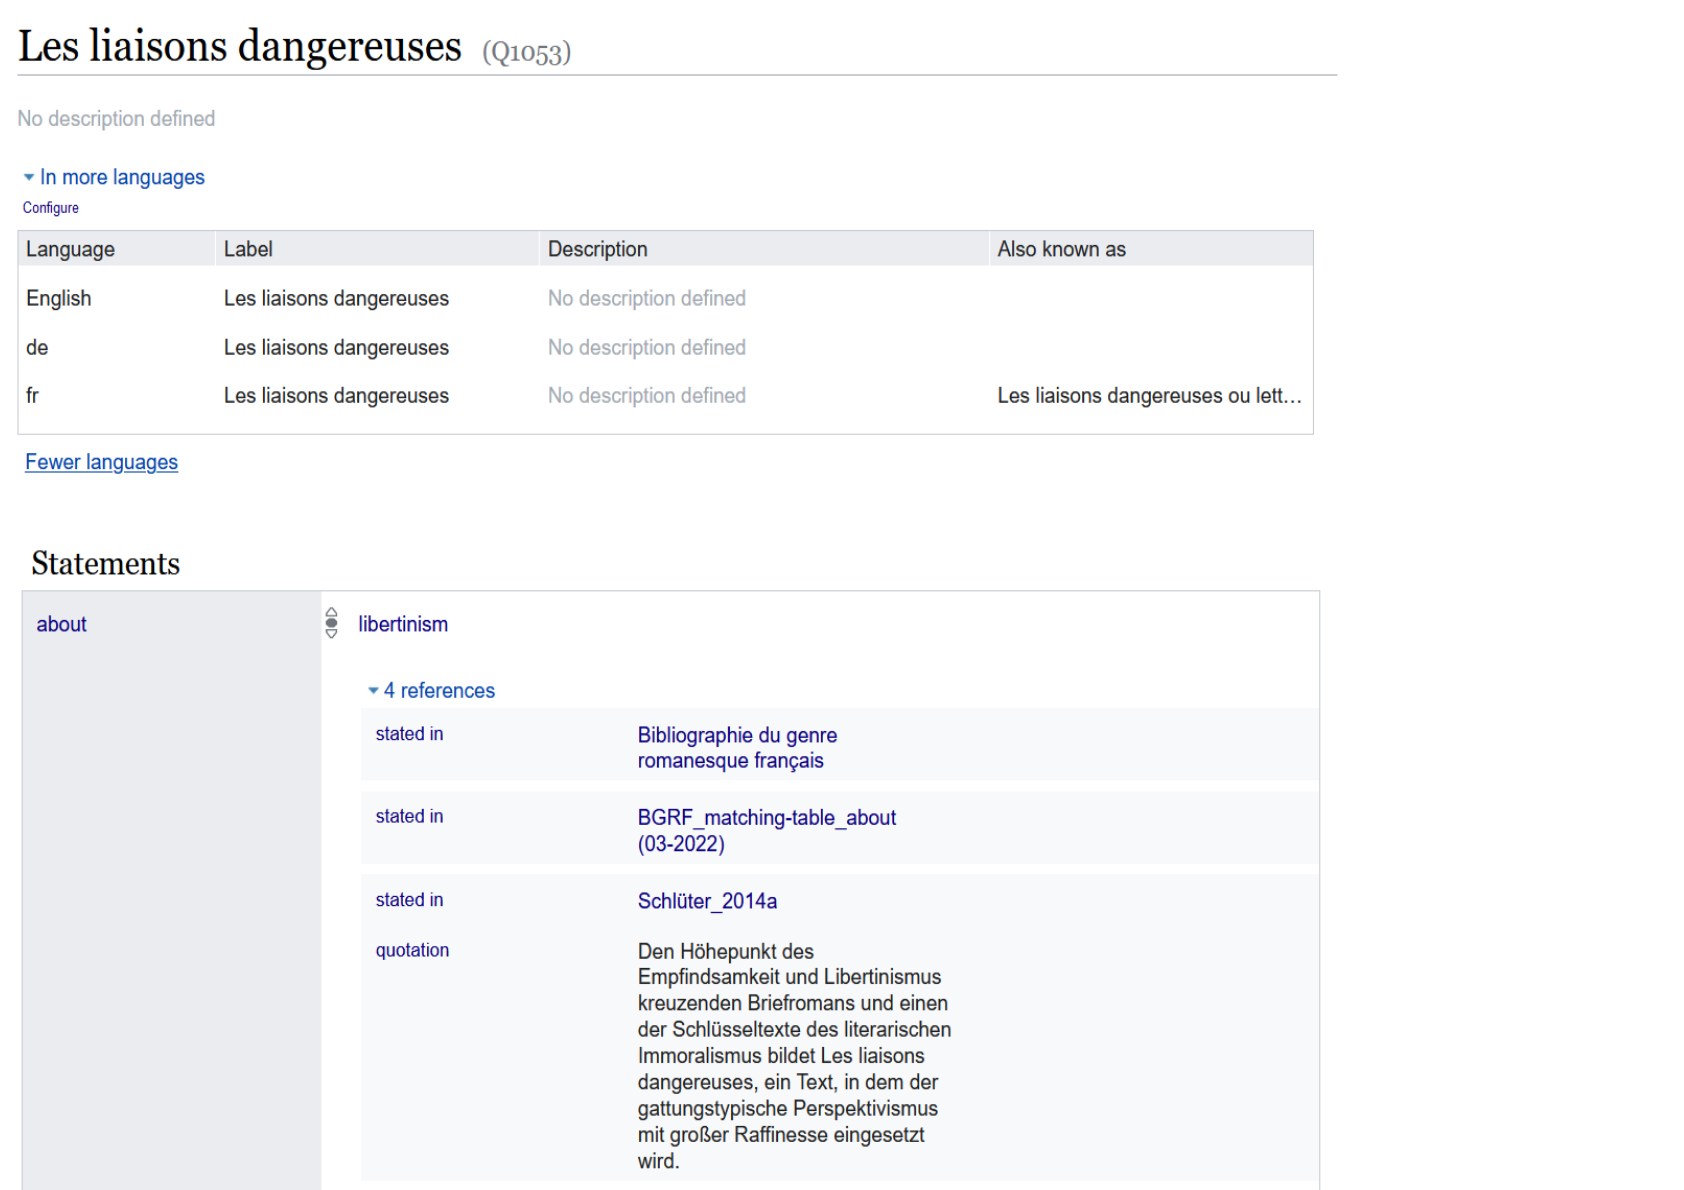 Les liaisons dangereuses (Q1053)
No description defined
In more languages
Configure
Language Label Description Also known as
English Les liaisons dangereuses No description defined
de Les liaisons dangereuses No description defined
fr Les liaisons dangereuses No description defined Les liaisons dangereuses ou lett…
Fewer languages
Statements
about libertinism
4 references
stated in Bibliographie du genre
romanesque français
stated in BGRF_matching-table_about
(03-2022)
stated in Schlüter_2014a
quotation Den Höhepunkt des
Empfindsamkeit und Libertinismus
kreuzenden Briefromans und einen
der Schlüsseltexte des literarischen
Immoralismus bildet Les liaisons
dangereuses, ein Text, in dem der
gattungstypische Perspektivismus
mit großer Raffinesse eingesetzt
wird.